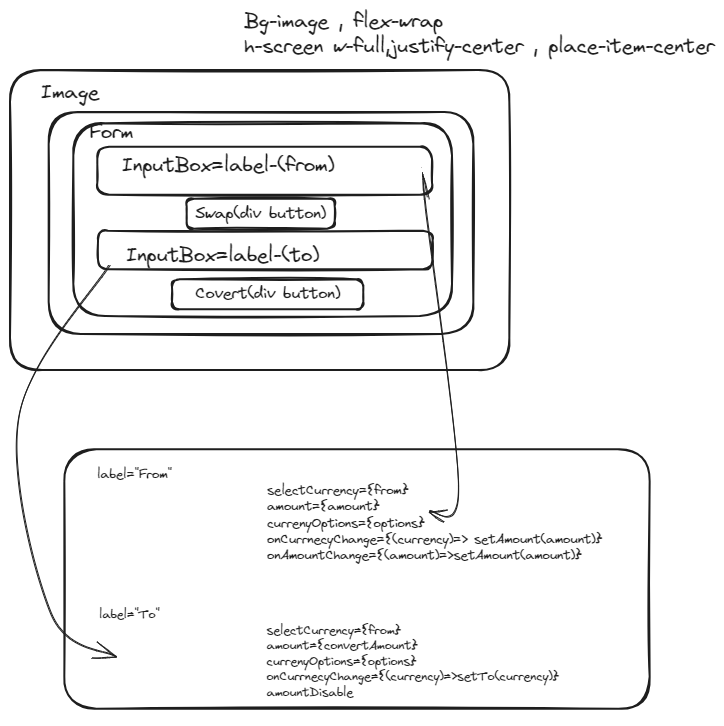 Bg-image , flex-wrap
h-screen w-full,justify-center , place-item-center
Image
Form
InputBox=label-(from)
Swap(div button)
InputBox=label-(to)
Covert(div button)
label="From"
selectCurrency={from}
amount={amount}
currenyOptions={options}
onCurrnecyChange={(currency)=> setAmount(amount)}
onAmountChange={(amount)=>setAmount(amount)}
label="To"
selectCurrency={from}
amount={convertAmount}
currenyOptions={options}
onCurrnecyChange={(currency)=>setTo(currency)}
amountDisable